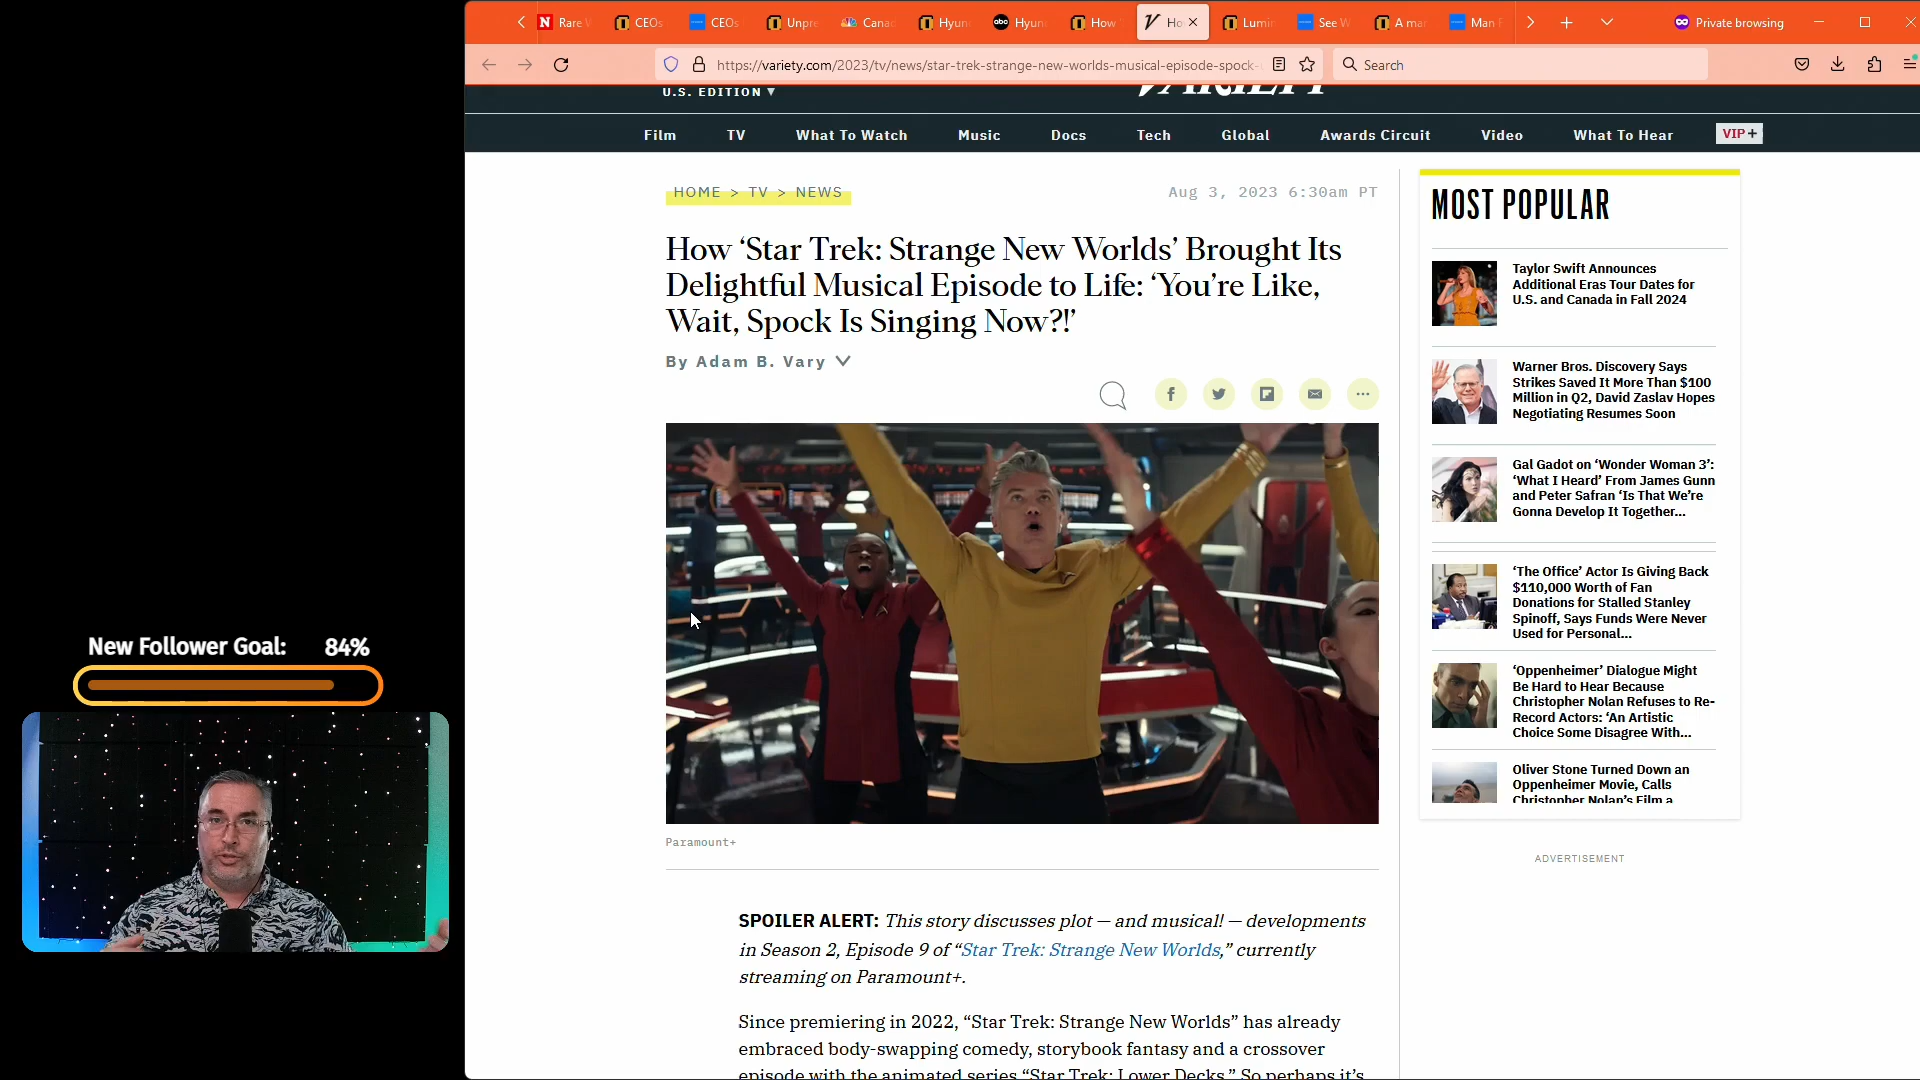 Rare
CEOs
CEOs
Unpr
Cana
Hyun
Hyun
How
Ho
Lumi
See W
A ma
Man
Private browsing
https://variety.com/2023/tv/news/star-trek-strange-new-worlds-musical-episode-spock-
Search
U.S. EDITION ▼
VARIETY
Film TV What To Watch Music Docs Tech Global Awards Circuit Video What To Hear VIP+
HOME > TV > NEWS
Aug 3, 2023 6:30am PT
How ‘Star Trek: Strange New Worlds’ Brought Its
Delightful Musical Episode to Life: ‘You’re Like,
Wait, Spock Is Singing Now?!’
By Adam B. Vary
Paramount+
SPOILER ALERT: This story discusses plot — and musical! — developments
in Season 2, Episode 9 of “Star Trek: Strange New Worlds,” currently
streaming on Paramount+.
Since premiering in 2022, “Star Trek: Strange New Worlds” has already
embraced body-swapping comedy, storybook fantasy and a crossover
episode with the animated series “Star Trek: Lower Decks.” So perhaps it’s
MOST POPULAR
Taylor Swift Announces
Additional Eras Tour Dates for
U.S. and Canada in Fall 2024
Warner Bros. Discovery Says
Strikes Saved It More Than $100
Million in Q2, David Zaslav Hopes
Negotiating Resumes Soon
Gal Gadot on ‘Wonder Woman 3’:
‘What I Heard’ From James Gunn
and Peter Safran ‘Is That We’re
Gonna Develop It Together...
‘The Office’ Actor Is Giving Back
$110,000 Worth of Fan
Donations for Stalled Stanley
Spinoff, Says Funds Were Never
Used for Personal...
‘Oppenheimer’ Dialogue Might
Be Hard to Hear Because
Christopher Nolan Refuses to Re-
Record Actors: ‘An Artistic
Choice Some Disagree With...
Oliver Stone Turned Down an
Oppenheimer Movie, Calls
Christopher Nolan’s Film a
ADVERTISEMENT
New Follower Goal: 84%